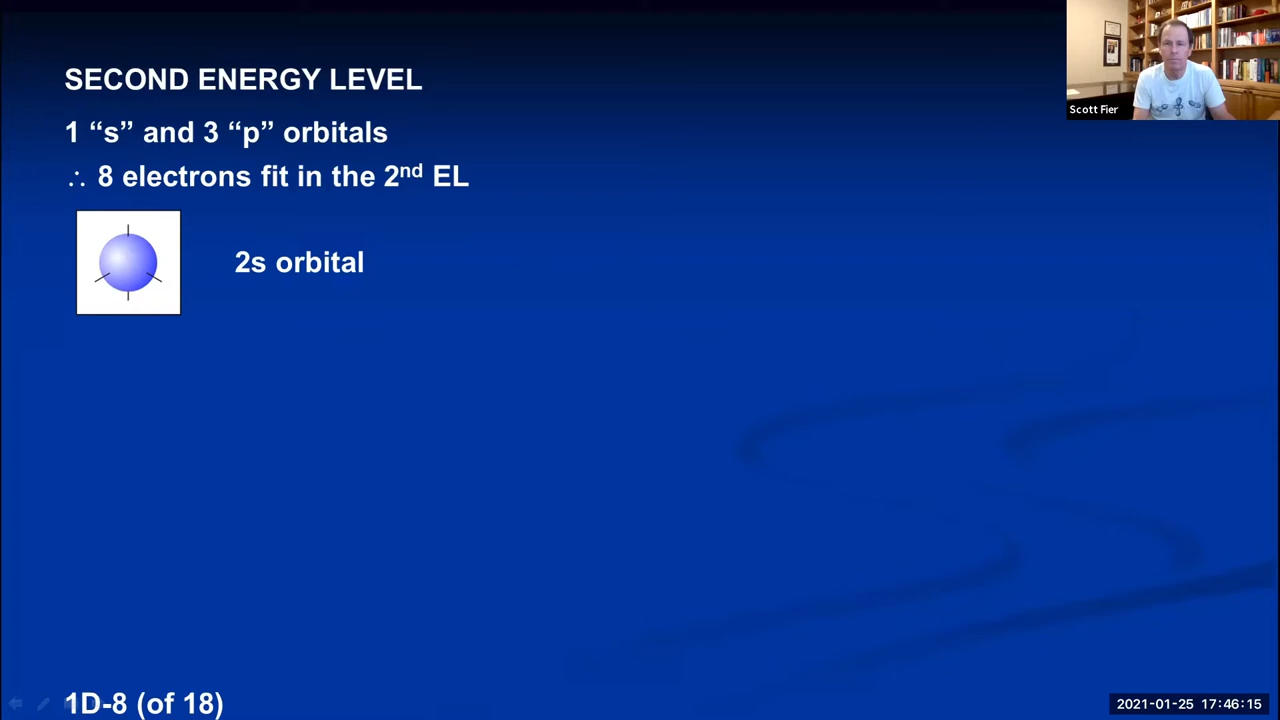 SECOND ENERGY LEVEL
1 “s” and 3 “p” orbitals
∴ 8 electrons fit in the 2nd EL
2s orbital
1D-8 (of 18)
Scott Fier
2021-01-25 17:46:15